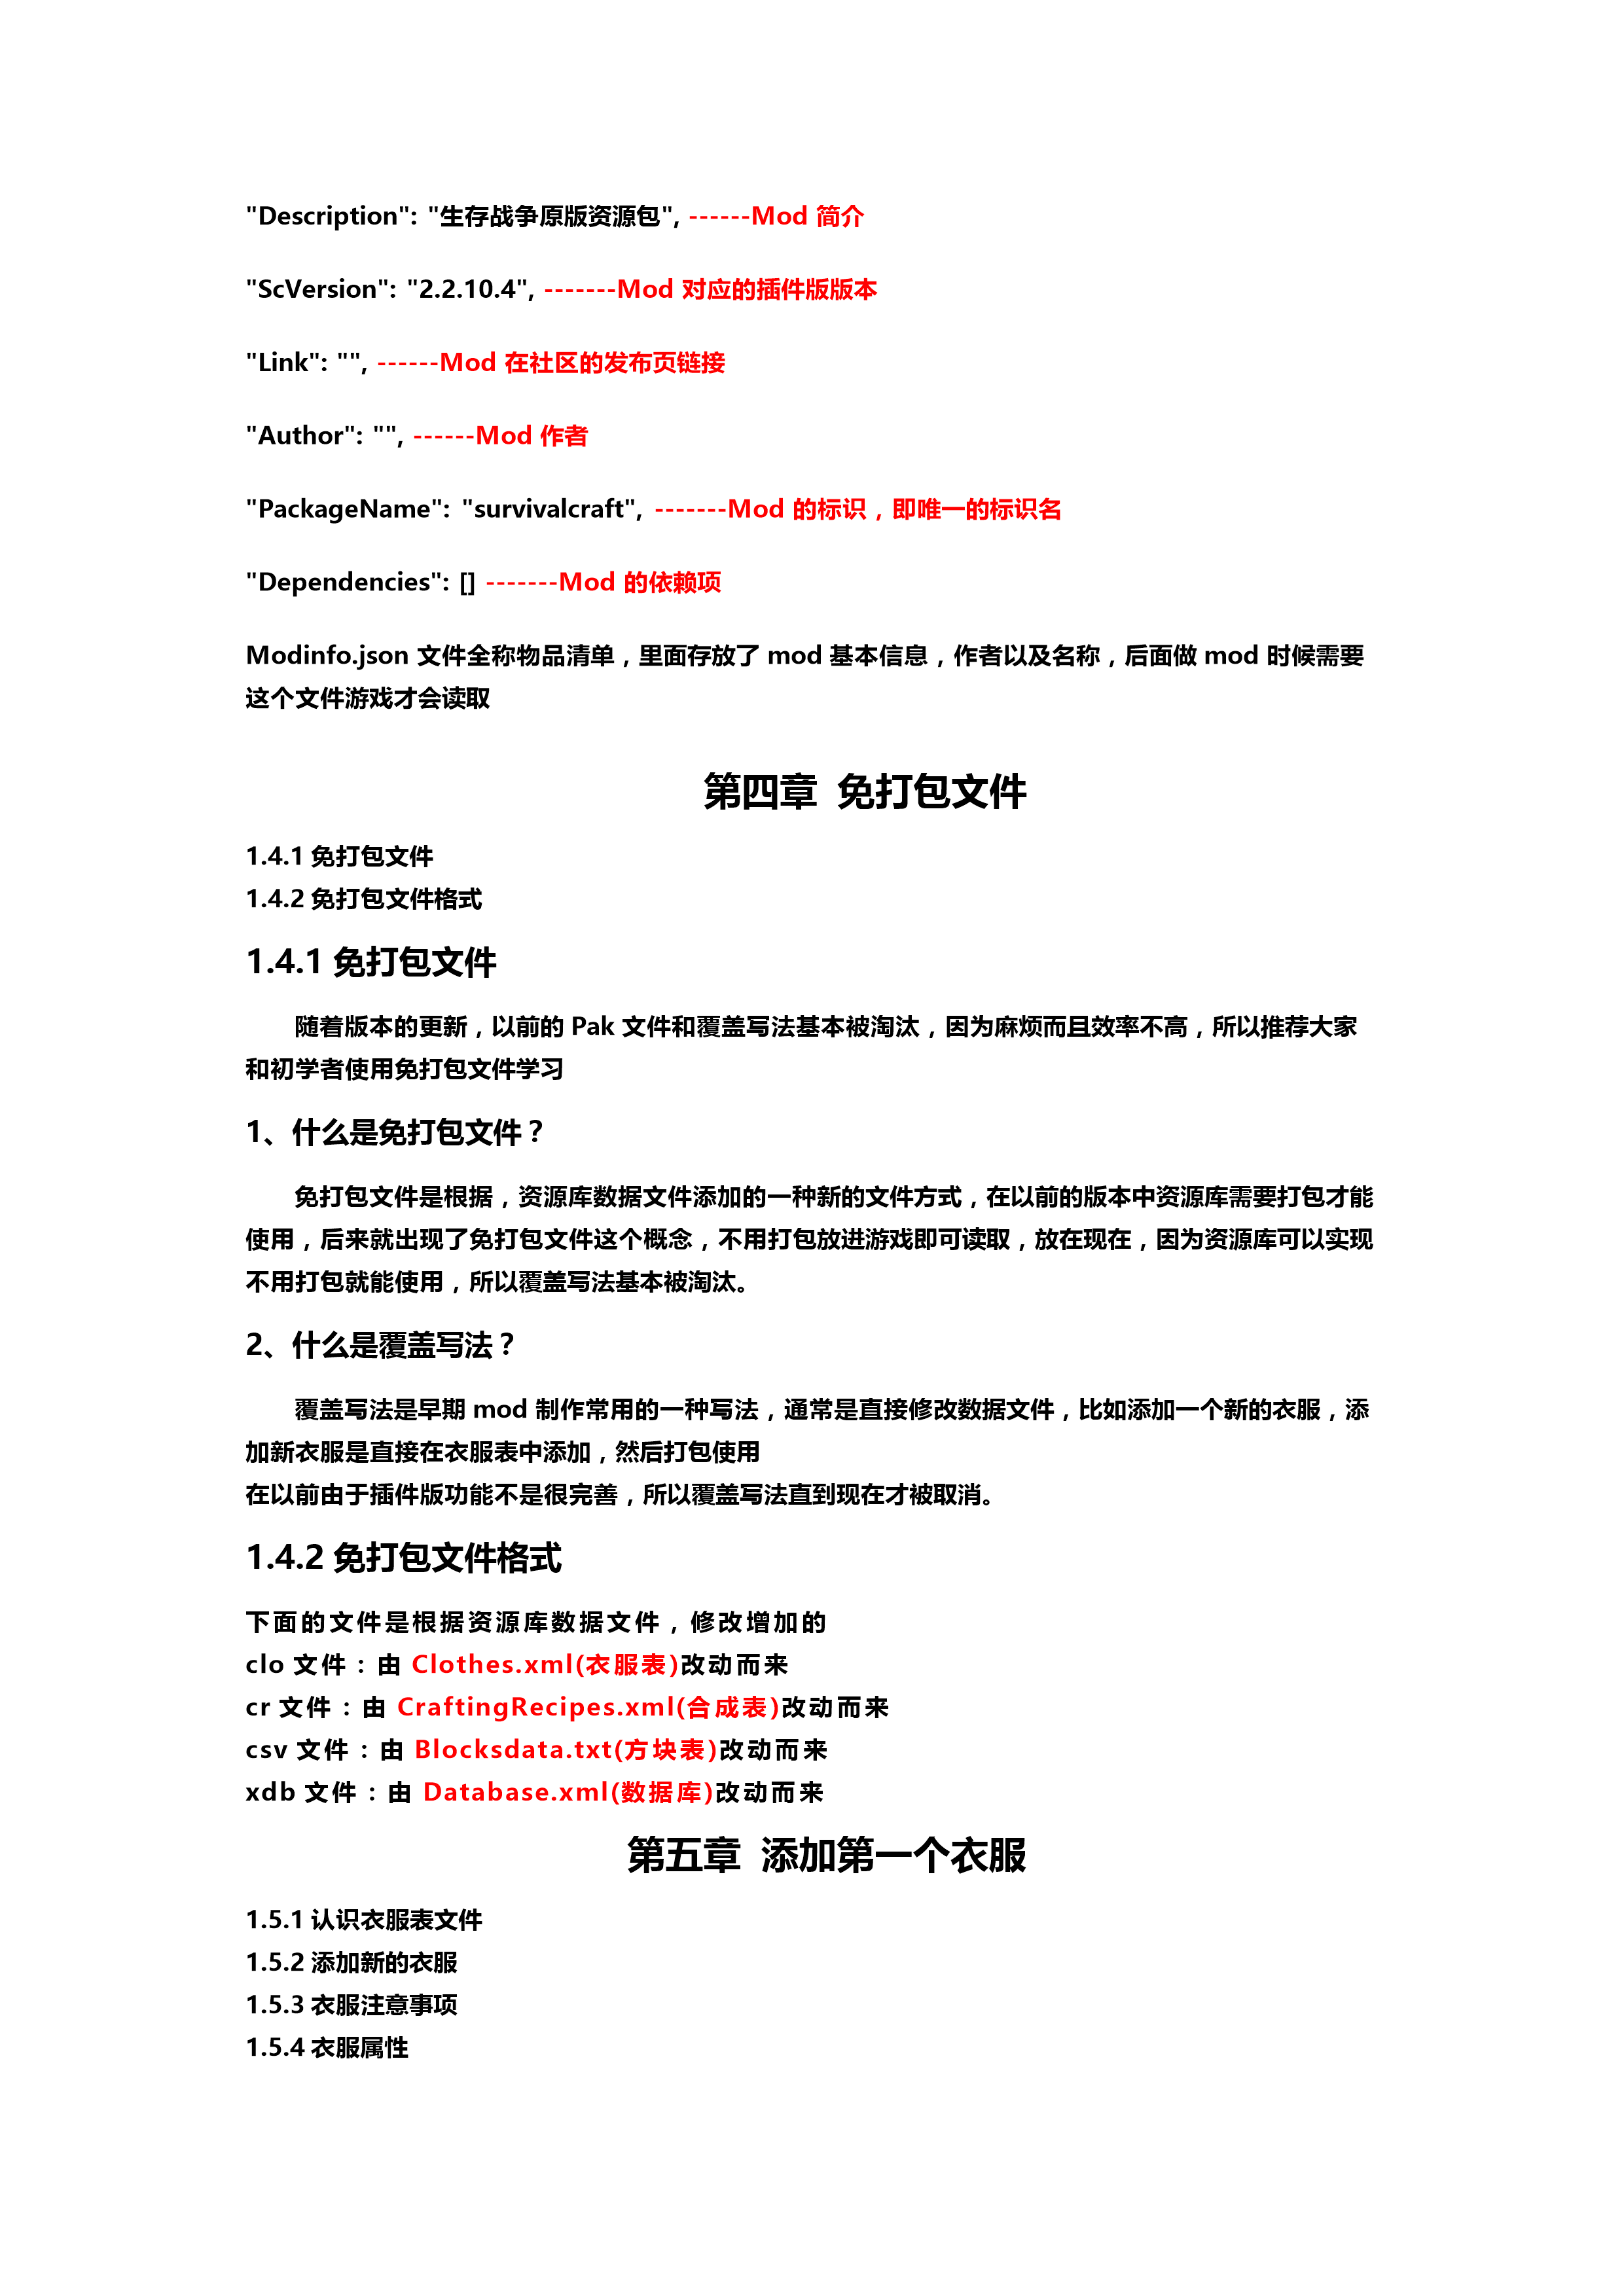 "Description": "生存战争原版资源包", ------Mod 简介
"ScVersion": "2.2.10.4", -------Mod 对应的插件版版本
"Link": "", ------Mod 在社区的发布页链接
"Author": "", ------Mod 作者
"PackageName": "survivalcraft", -------Mod 的标识，即唯一的标识名
"Dependencies": [] -------Mod 的依赖项
Modinfo.json 文件全称物品清单，里面存放了 mod 基本信息，作者以及名称，后面做 mod 时候需要
这个文件游戏才会读取
第四章 免打包文件
1.4.1 免打包文件
1.4.2 免打包文件格式
1.4.1 免打包文件
随着版本的更新，以前的 Pak 文件和覆盖写法基本被淘汰，因为麻烦而且效率不高，所以推荐大家
和初学者使用免打包文件学习
1、什么是免打包文件？
免打包文件是根据，资源库数据文件添加的一种新的文件方式，在以前的版本中资源库需要打包才能
使用，后来就出现了免打包文件这个概念，不用打包放进游戏即可读取，放在现在，因为资源库可以实现
不用打包就能使用，所以覆盖写法基本被淘汰。
2、什么是覆盖写法？
覆盖写法是早期 mod 制作常用的一种写法，通常是直接修改数据文件，比如添加一个新的衣服，添
加新衣服是直接在衣服表中添加，然后打包使用
在以前由于插件版功能不是很完善，所以覆盖写法直到现在才被取消。
1.4.2 免打包文件格式
下面的文件是根据资源库数据文件，修改增加的
clo 文件：由 Clothes.xml(衣服表)改动而来
cr 文件：由 CraftingRecipes.xml(合成表)改动而来
csv 文件：由 Blocksdata.txt(方块表)改动而来
xdb 文件：由 Database.xml(数据库)改动而来
第五章 添加第一个衣服
1.5.1 认识衣服表文件
1.5.2 添加新的衣服
1.5.3 衣服注意事项
1.5.4 衣服属性